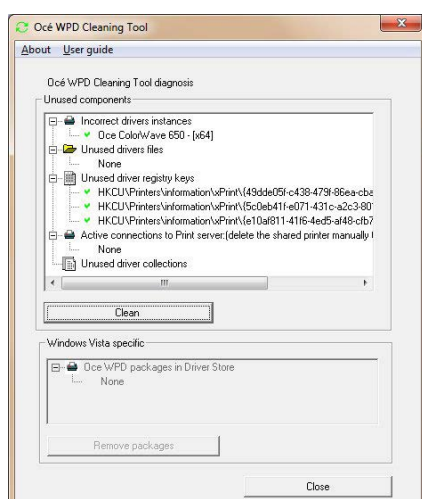 Océ WPD Cleaning Tool
About User guide
Océ WPD Cleaning Tool diagnosis
Unused components
Incorrect drivers instances
Oce ColorWave 650 - [x64]
Unused drivers files
None
Unused driver registry keys
HKCU\Printers\information\xPrint\{49dde05f-c438-479f-86ea-cba
HKCU\Printers\information\xPrint\{5c0eb41f-e071-431c-a2c3-80
HKCU\Printers\information\xPrint\{e10af811-41f6-4ed5-af48-cfb7
Active connections to Print server:(delete the shared printer manually
None
Unused driver collections
Clean
Windows Vista specific
Oce WPD packages in Driver Store
None
Remove packages
Close